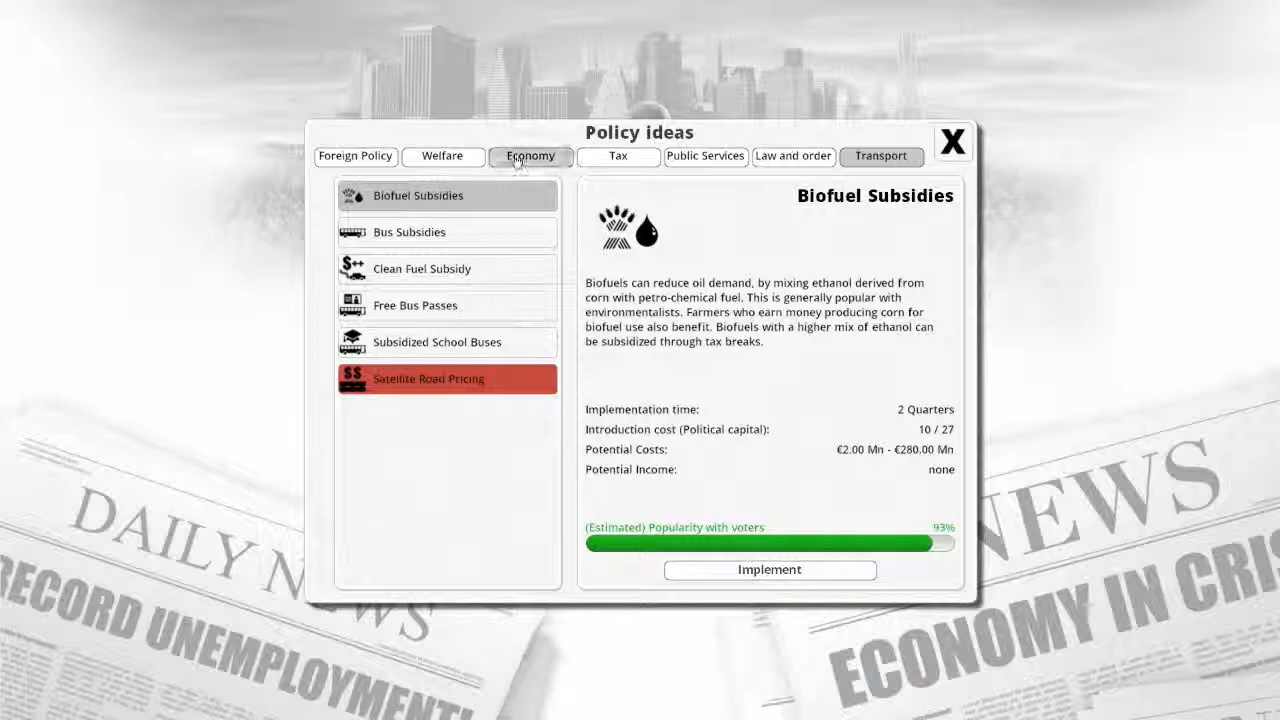 Policy ideas
X
Foreign Policy
Welfare
Economy
Tax
Public Services
Law and order
Transport
Biofuel Subsidies
Bus Subsidies
Clean Fuel Subsidy
Free Bus Passes
Subsidized School Buses
Satellite Road Pricing
Biofuel Subsidies
Biofuels can reduce oil demand, by mixing ethanol derived from
corn with petro-chemical fuel. This is generally popular with
environmentalists. Farmers who earn money producing corn for
biofuel use also benefit. Biofuels with a higher mix of ethanol can
be subsidized through tax breaks.
Implementation time: 2 Quarters
Introduction cost (Political capital): 10 / 27
Potential Costs: €2.00 Mn - €280.00 Mn
Potential Income: none
(Estimated) Popularity with voters 93%
Implement
DAILY NEWS
RECORD UNEMPLOYMENT!
NEWS
ECONOMY IN CRIS